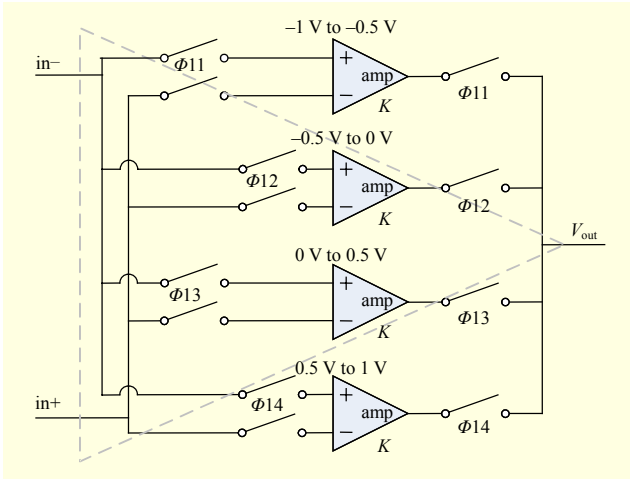 –1 V to –0.5 V
in–
Φ11
+
amp
–
K
Φ11
–0.5 V to 0 V
Φ12
+
amp
–
K
Φ12
0 V to 0.5 V
Vout
Φ13
+
amp
–
K
Φ13
0.5 V to 1 V
in+
Φ14
+
amp
–
K
Φ14